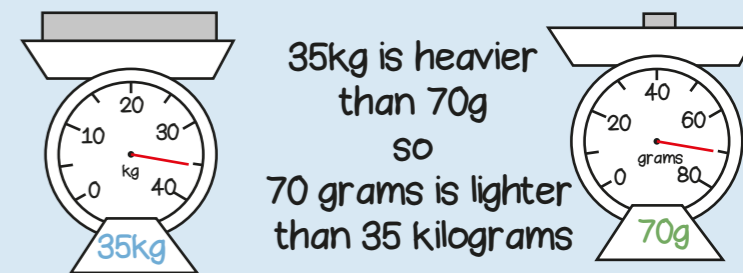 20
10
30
kg
0
40
35kg
35kg is heavier
than 70g
so
70 grams is lighter
than 35 kilograms
40
20
60
grams
0
80
70g